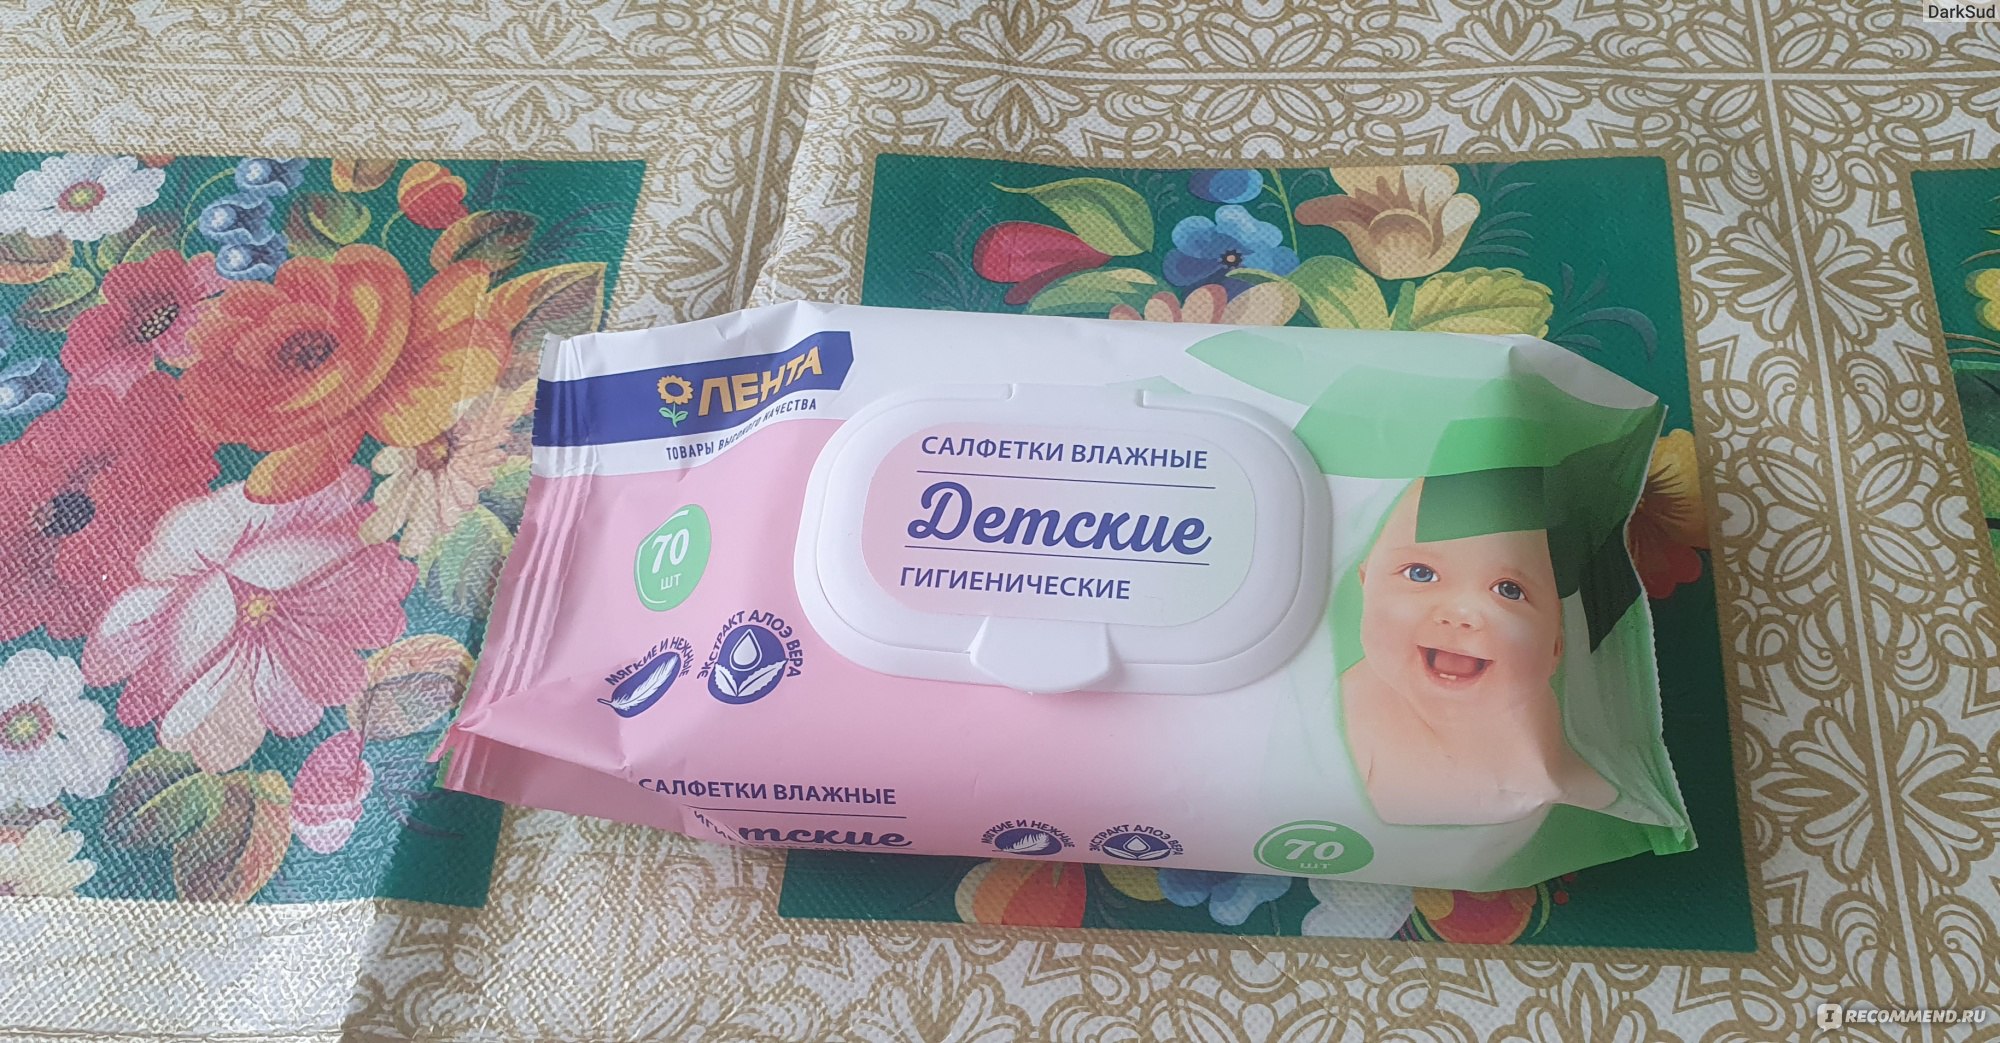 DarkSud
ЛЕНТА
ТОВАРЫ ВЫСОКОГО КАЧЕСТВА
САЛФЕТКИ ВЛАЖНЫЕ
Детские
ГИГИЕНИЧЕСКИЕ
70
ШТ
МЯГКИЕ И НЕЖНЫЕ
ЭКСТРАКТ АЛОЭ ВЕРА
САЛФЕТКИ ВЛАЖНЫЕ
тские
МЯГКИЕ И НЕЖНЫЕ
ЭКСТРАКТ АЛОЭ ВЕРА
70
ШТ
IRECOMMEND.RU